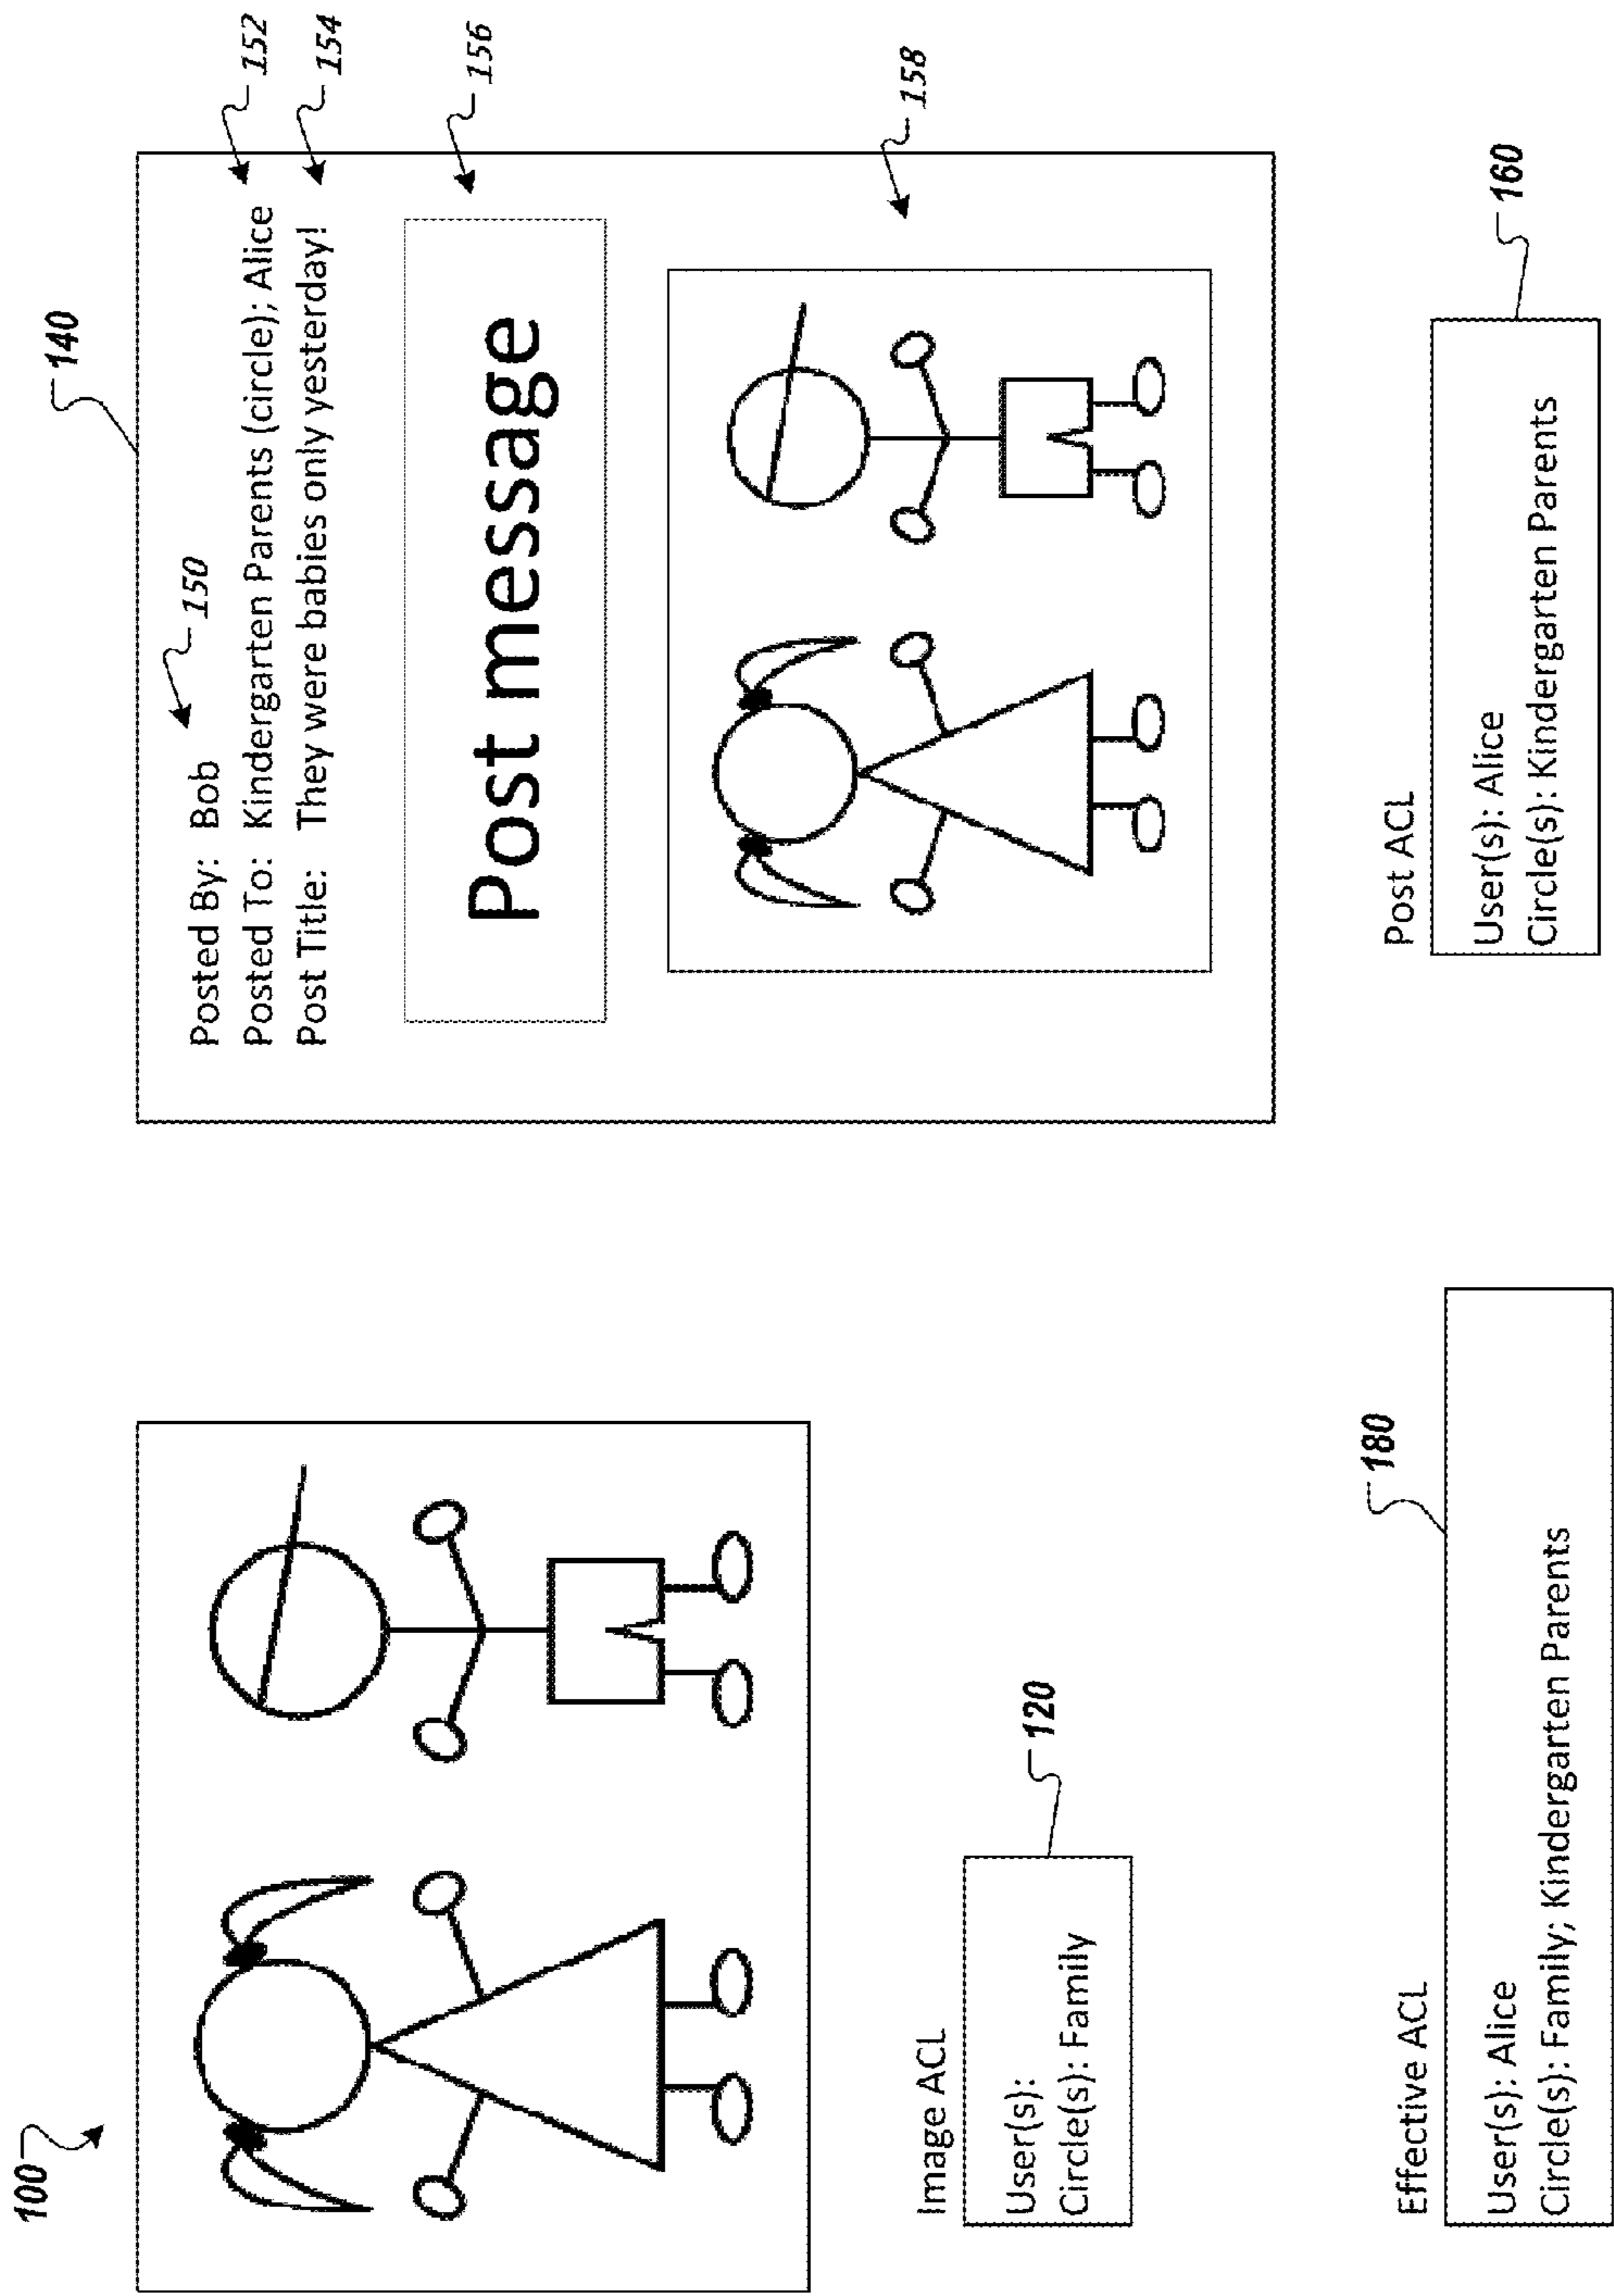 100
140
150
Posted By: Bob
Posted To: Kindergarten Parents (circle); Alice
152
Post Title: They were babies only yesterday!
154
Post message
156
158
Image ACL
120
User(s):
Circle(s): Family
Post ACL
160
User(s): Alice
Circle(s): Kindergarten Parents
Effective ACL
180
User(s): Alice
Circle(s): Family; Kindergarten Parents